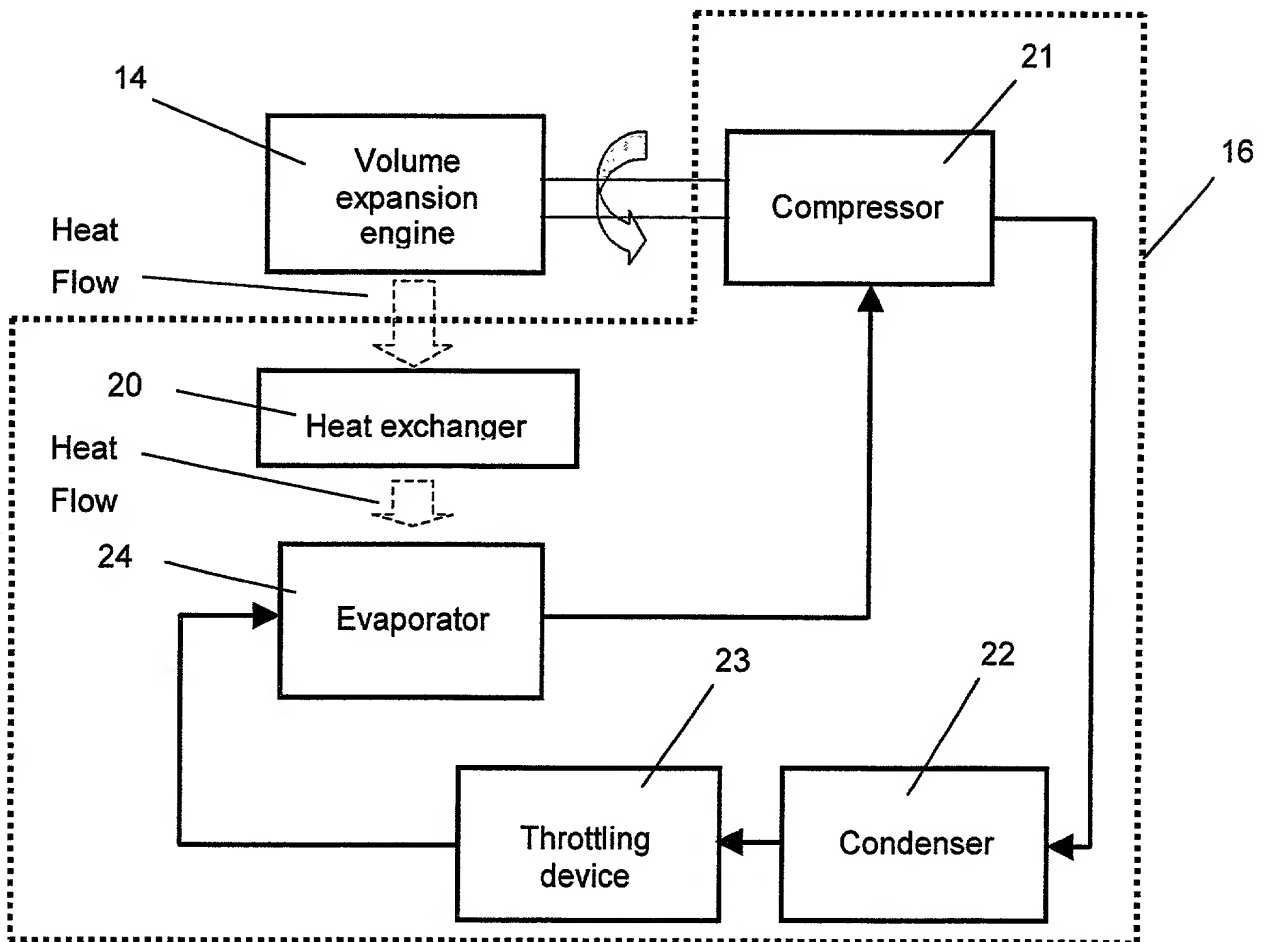 21
14
16
Volume
expansion
engine
Compressor
Heat
Flow
20
Heat exchanger
Heat
Flow
24
Evaporator
23
22
Throttling
device
Condenser